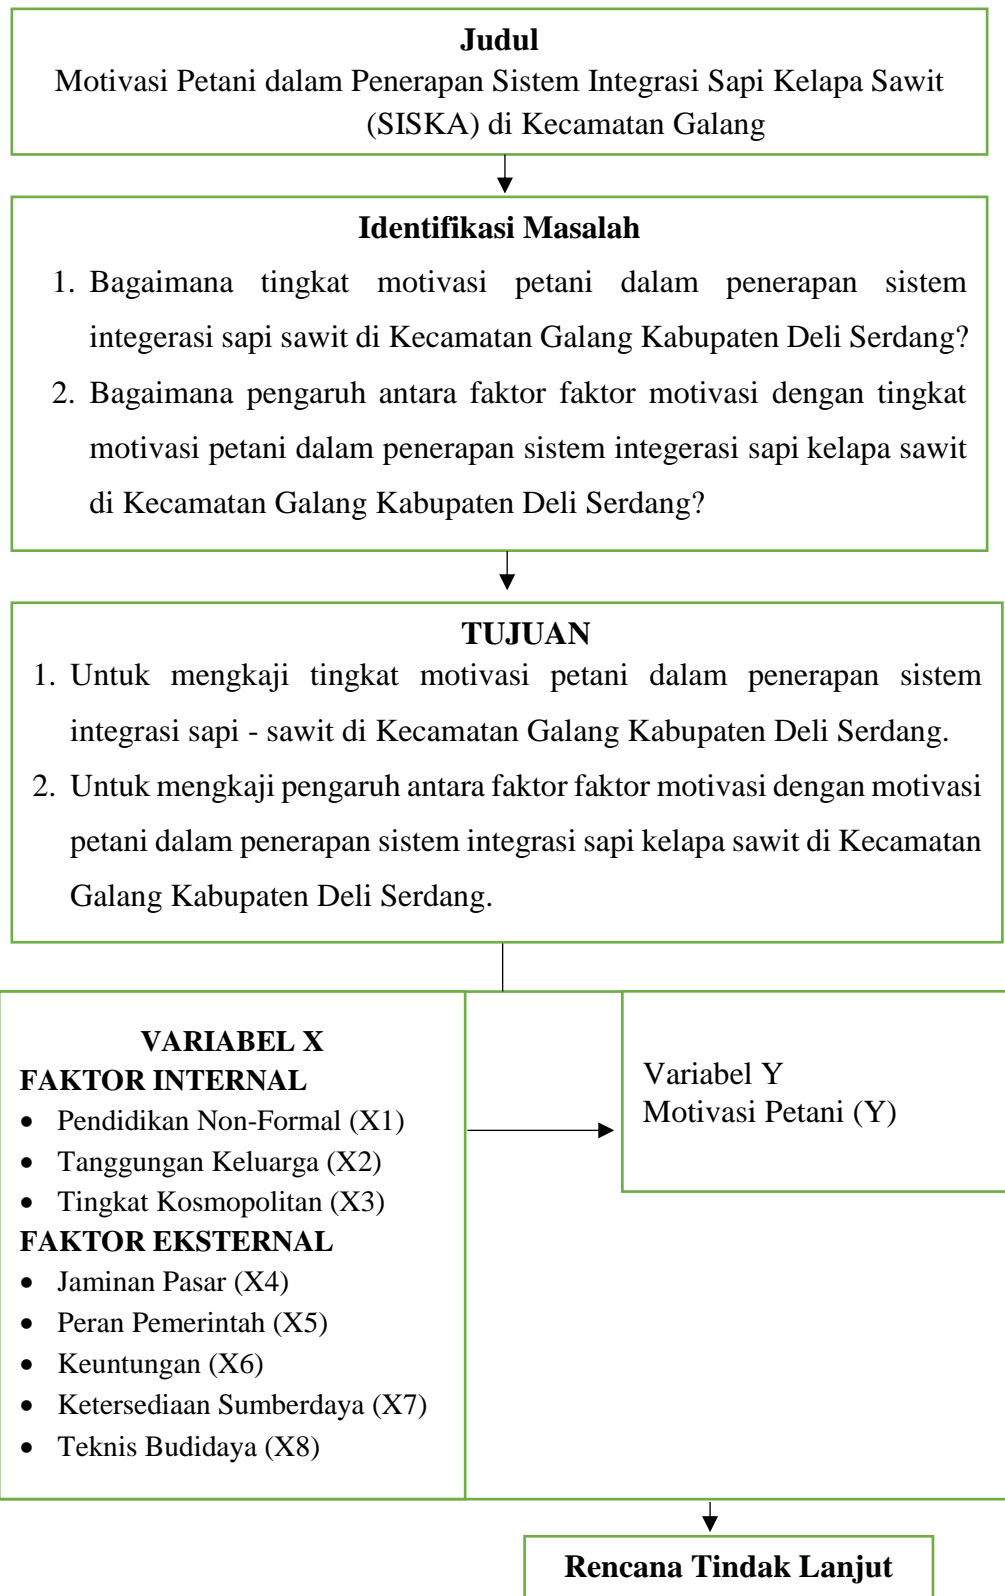 Judul
Motivasi Petani dalam Penerapan Sistem Integrasi Sapi Kelapa Sawit
(SISKA) di Kecamatan Galang
Identifikasi Masalah
1. Bagaimana tingkat motivasi petani dalam penerapan sistem
integerasi sapi sawit di Kecamatan Galang Kabupaten Deli Serdang?
2. Bagaimana pengaruh antara faktor faktor motivasi dengan tingkat
motivasi petani dalam penerapan sistem integerasi sapi kelapa sawit
di Kecamatan Galang Kabupaten Deli Serdang?
TUJUAN
1. Untuk mengkaji tingkat motivasi petani dalam penerapan sistem
integrasi sapi - sawit di Kecamatan Galang Kabupaten Deli Serdang.
2. Untuk mengkaji pengaruh antara faktor faktor motivasi dengan motivasi
petani dalam penerapan sistem integrasi sapi kelapa sawit di Kecamatan
Galang Kabupaten Deli Serdang.
VARIABEL X
FAKTOR INTERNAL
• Pendidikan Non-Formal (X1)
• Tanggungan Keluarga (X2)
• Tingkat Kosmopolitan (X3)
FAKTOR EKSTERNAL
• Jaminan Pasar (X4)
• Peran Pemerintah (X5)
• Keuntungan (X6)
• Ketersediaan Sumberdaya (X7)
• Teknis Budidaya (X8)
Variabel Y
Motivasi Petani (Y)
Rencana Tindak Lanjut